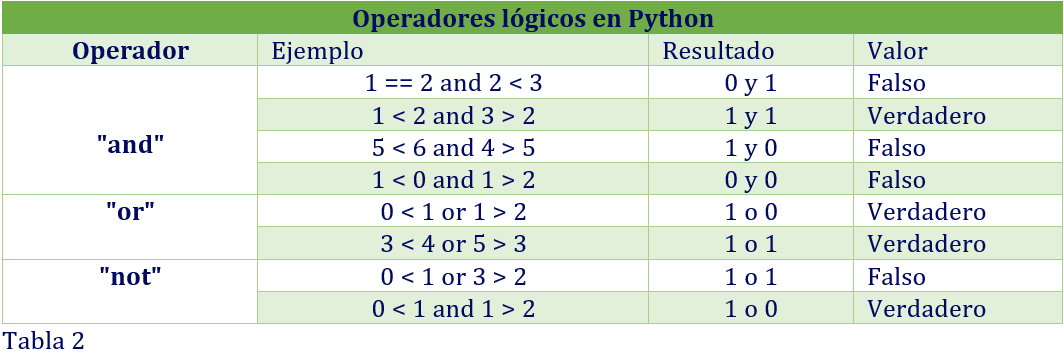 Operadores lógicos en Python
Operador Ejemplo Resultado Valor
"and" 1 == 2 and 2 < 3 0 y 1 Falso
1 < 2 and 3 > 2 1 y 1 Verdadero
5 < 6 and 4 > 5 1 y 0 Falso
1 < 0 and 1 > 2 0 y 0 Falso
"or" 0 < 1 or 1 > 2 1 o 0 Verdadero
3 < 4 or 5 > 3 1 o 1 Verdadero
"not" 0 < 1 or 3 > 2 1 o 1 Falso
0 < 1 and 1 > 2 1 o 0 Verdadero
Tabla 2